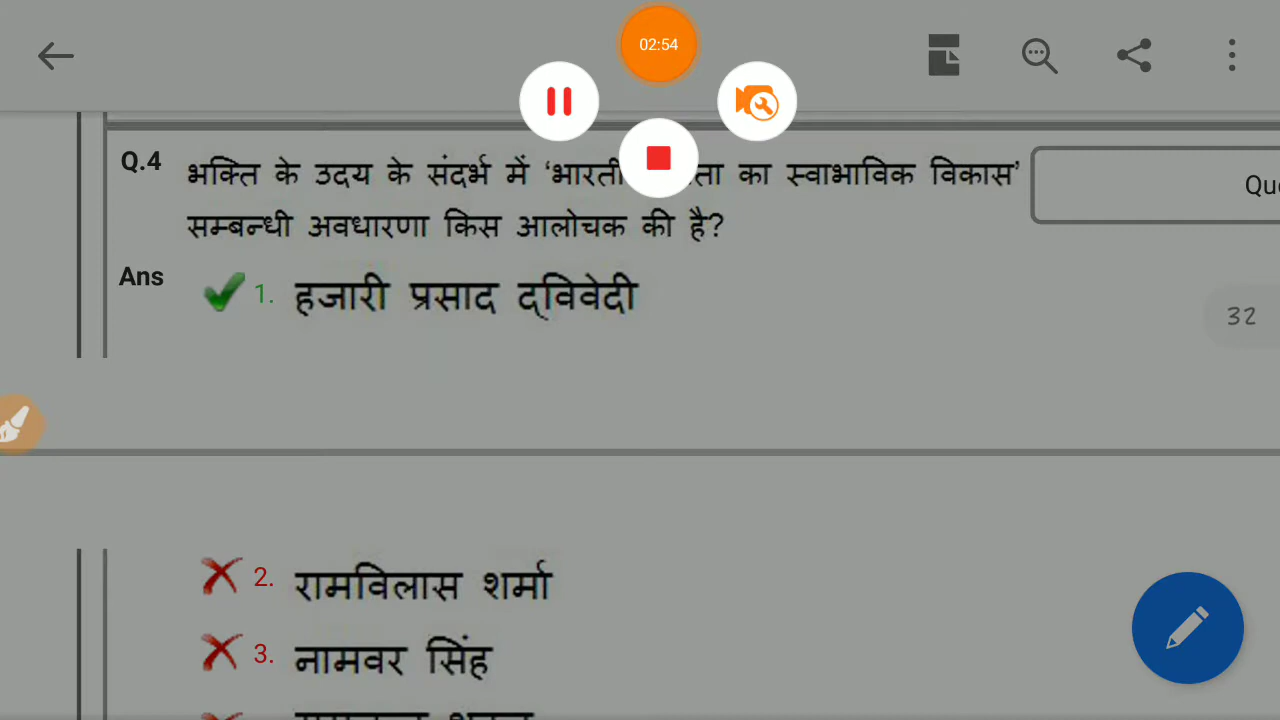 02:54
Q.4 भक्ति के उदय के संदर्भ में ‘भारती ता का स्वाभाविक विकास’
सम्बन्धी अवधारणा किस आलोचक की है?
Qu
Ans 1. हजारी प्रसाद द्विवेदी
32
2. रामविलास शर्मा
3. नामवर सिंह